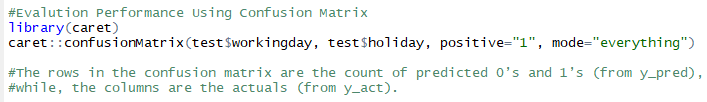 #Evalution Performance Using Confusion Matrix
library(caret)
caret::confusionMatrix(test$workingday, test$holiday, positive="1", mode="everything")
#The rows in the confusion matrix are the count of predicted 0's and 1's (from y_pred),
#while, the columns are the actuals (from y_act).